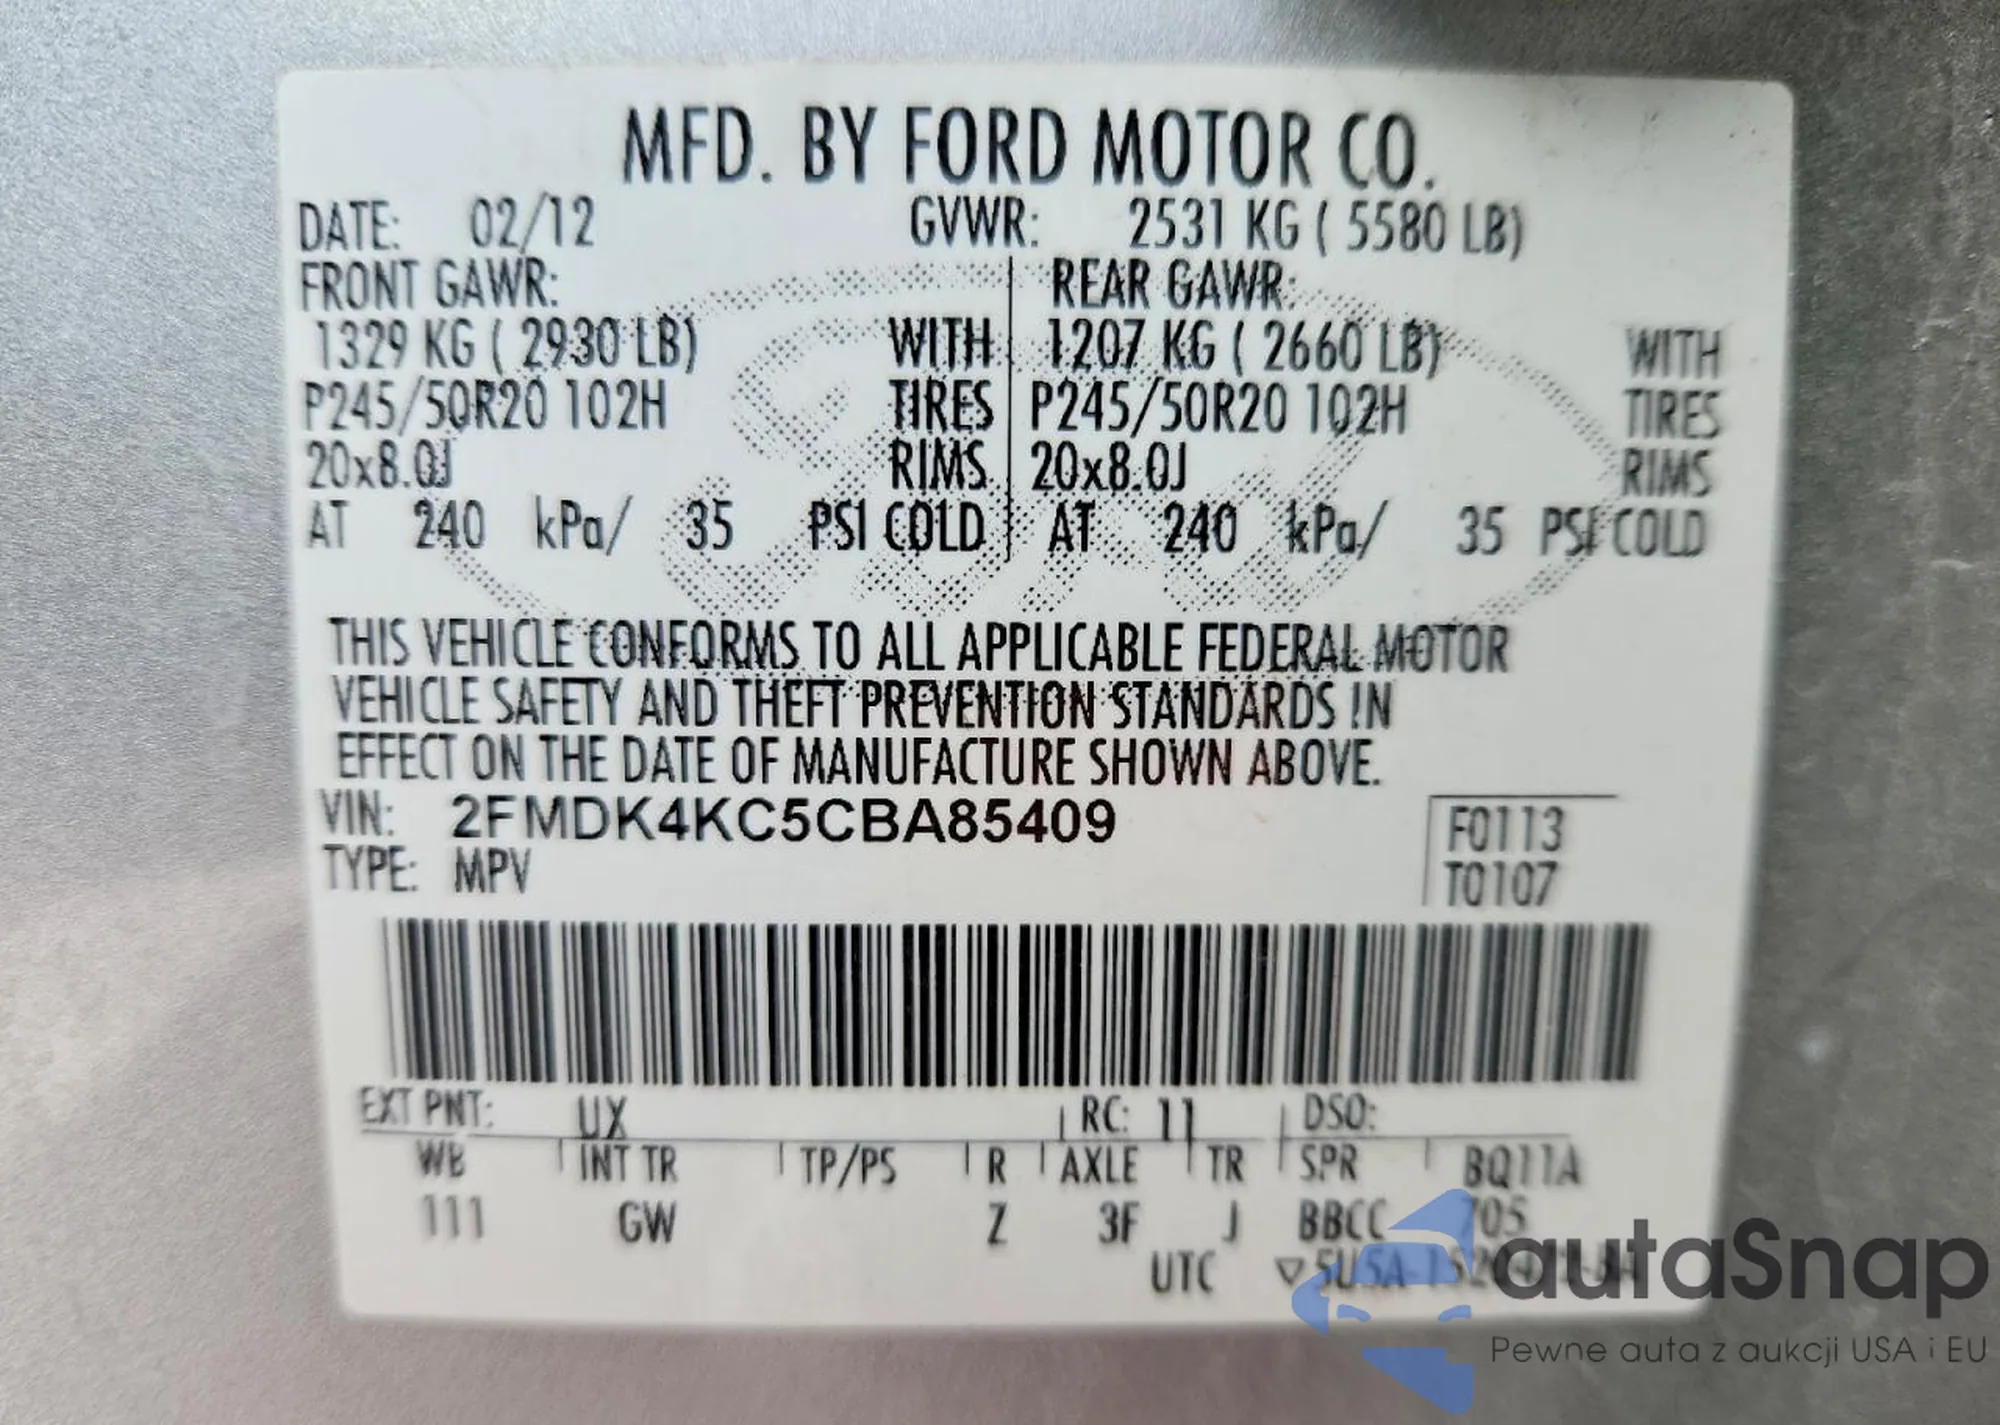 MFD. BY FORD MOTOR CO.
DATE: 02/12 GVWR: 2531 KG ( 5580 LB)
FRONT GAWR: REAR GAWR:
1329 KG ( 2930 LB) WITH 1207 KG ( 2660 LB) WITH
P245/50R20 102H TIRES P245/50R20 102H TIRES
20x8.0J RIMS 20x8.0J RIMS
AT 240 kPa/ 35 PSI COLD AT 240 kPa/ 35 PSI COLD
THIS VEHICLE CONFORMS TO ALL APPLICABLE FEDERAL MOTOR
VEHICLE SAFETY AND THEFT PREVENTION STANDARDS IN
EFFECT ON THE DATE OF MANUFACTURE SHOWN ABOVE.
VIN: 2FMDK4KC5CBA85409
F0113
TYPE: MPV
T0107
EXT PNT: UX RC: 11 DSO:
WB INT TR TP/PS R AXLE TR SPR BQ11A
111 GW Z 3F J BBCC 705
UTC
autaSnap
Pewne auta z aukcji USA i EU